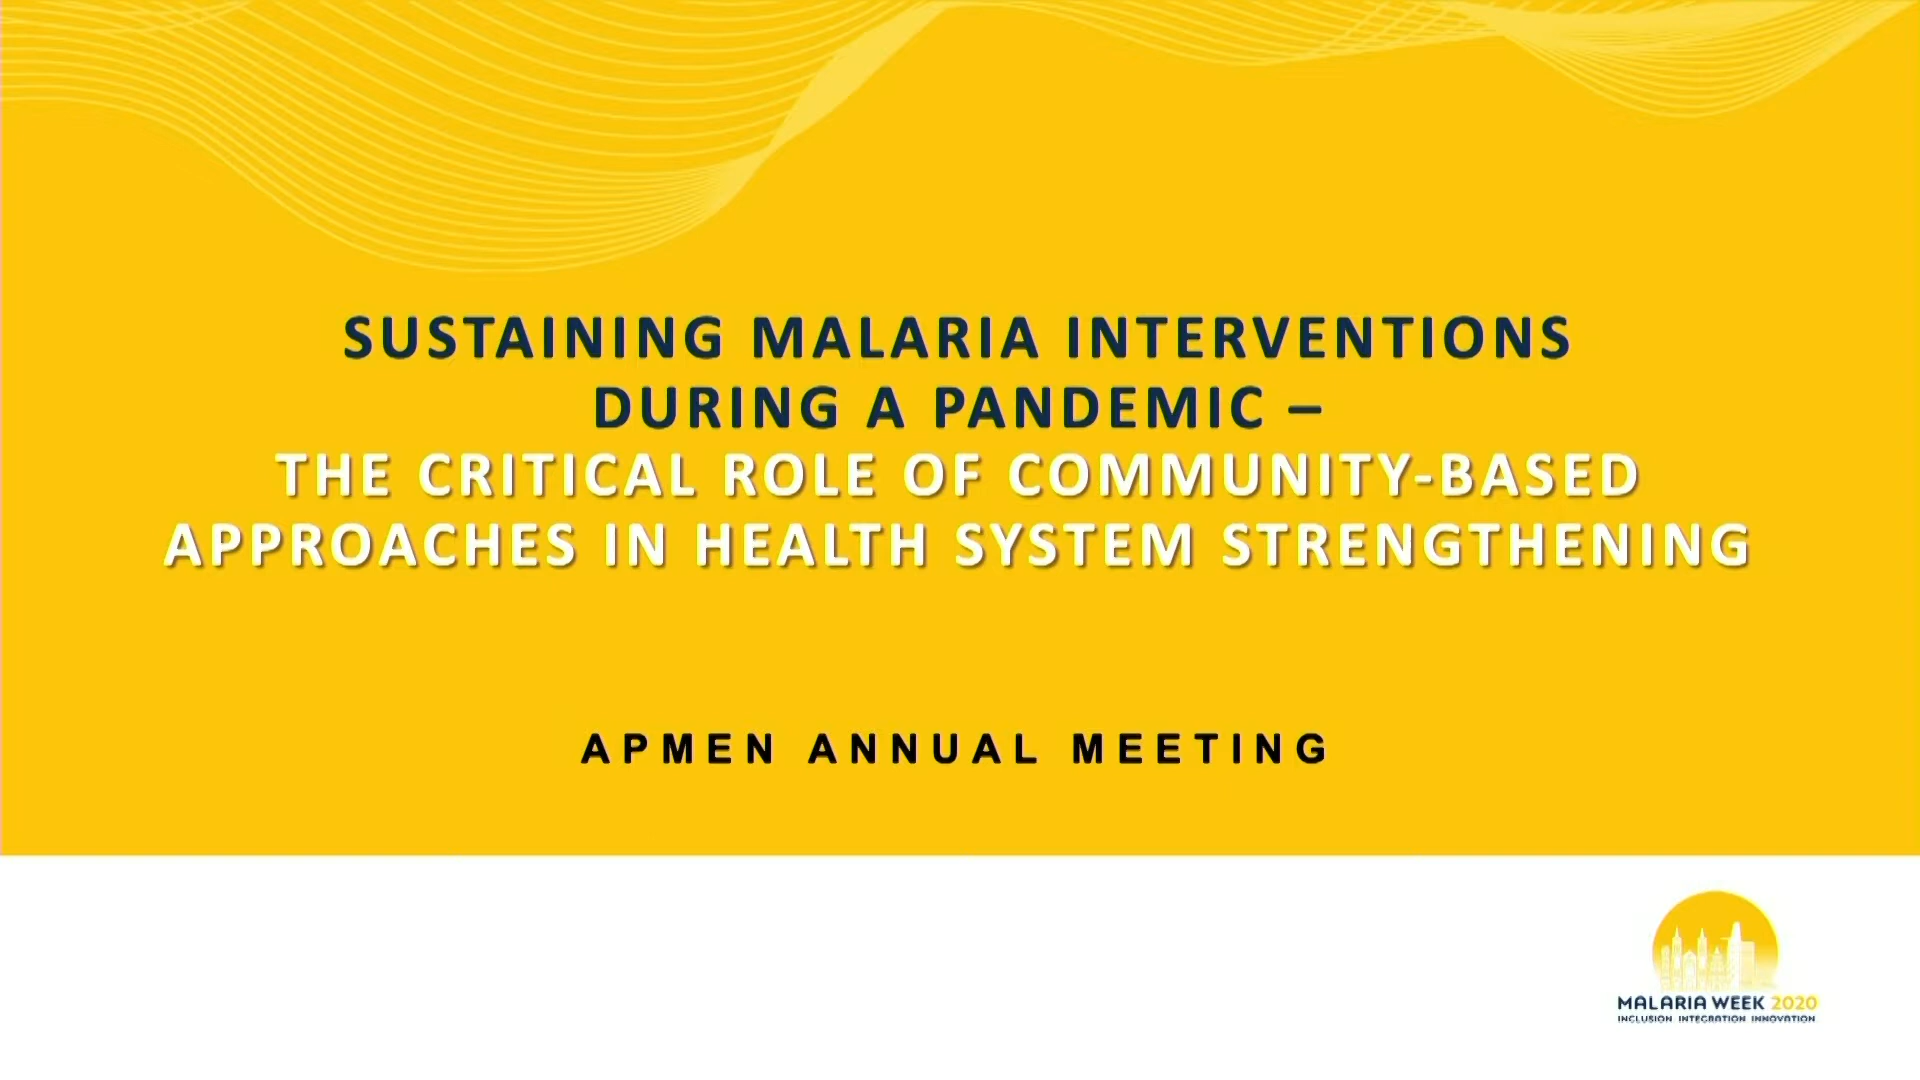 SUSTAINING MALARIA INTERVENTIONS
DURING A PANDEMIC –
THE CRITICAL ROLE OF COMMUNITY-BASED
APPROACHES IN HEALTH SYSTEM STRENGTHENING
APMEN ANNUAL MEETING
MALARIA WEEK 2020
INCLUSION INTEGRATION INNOVATION